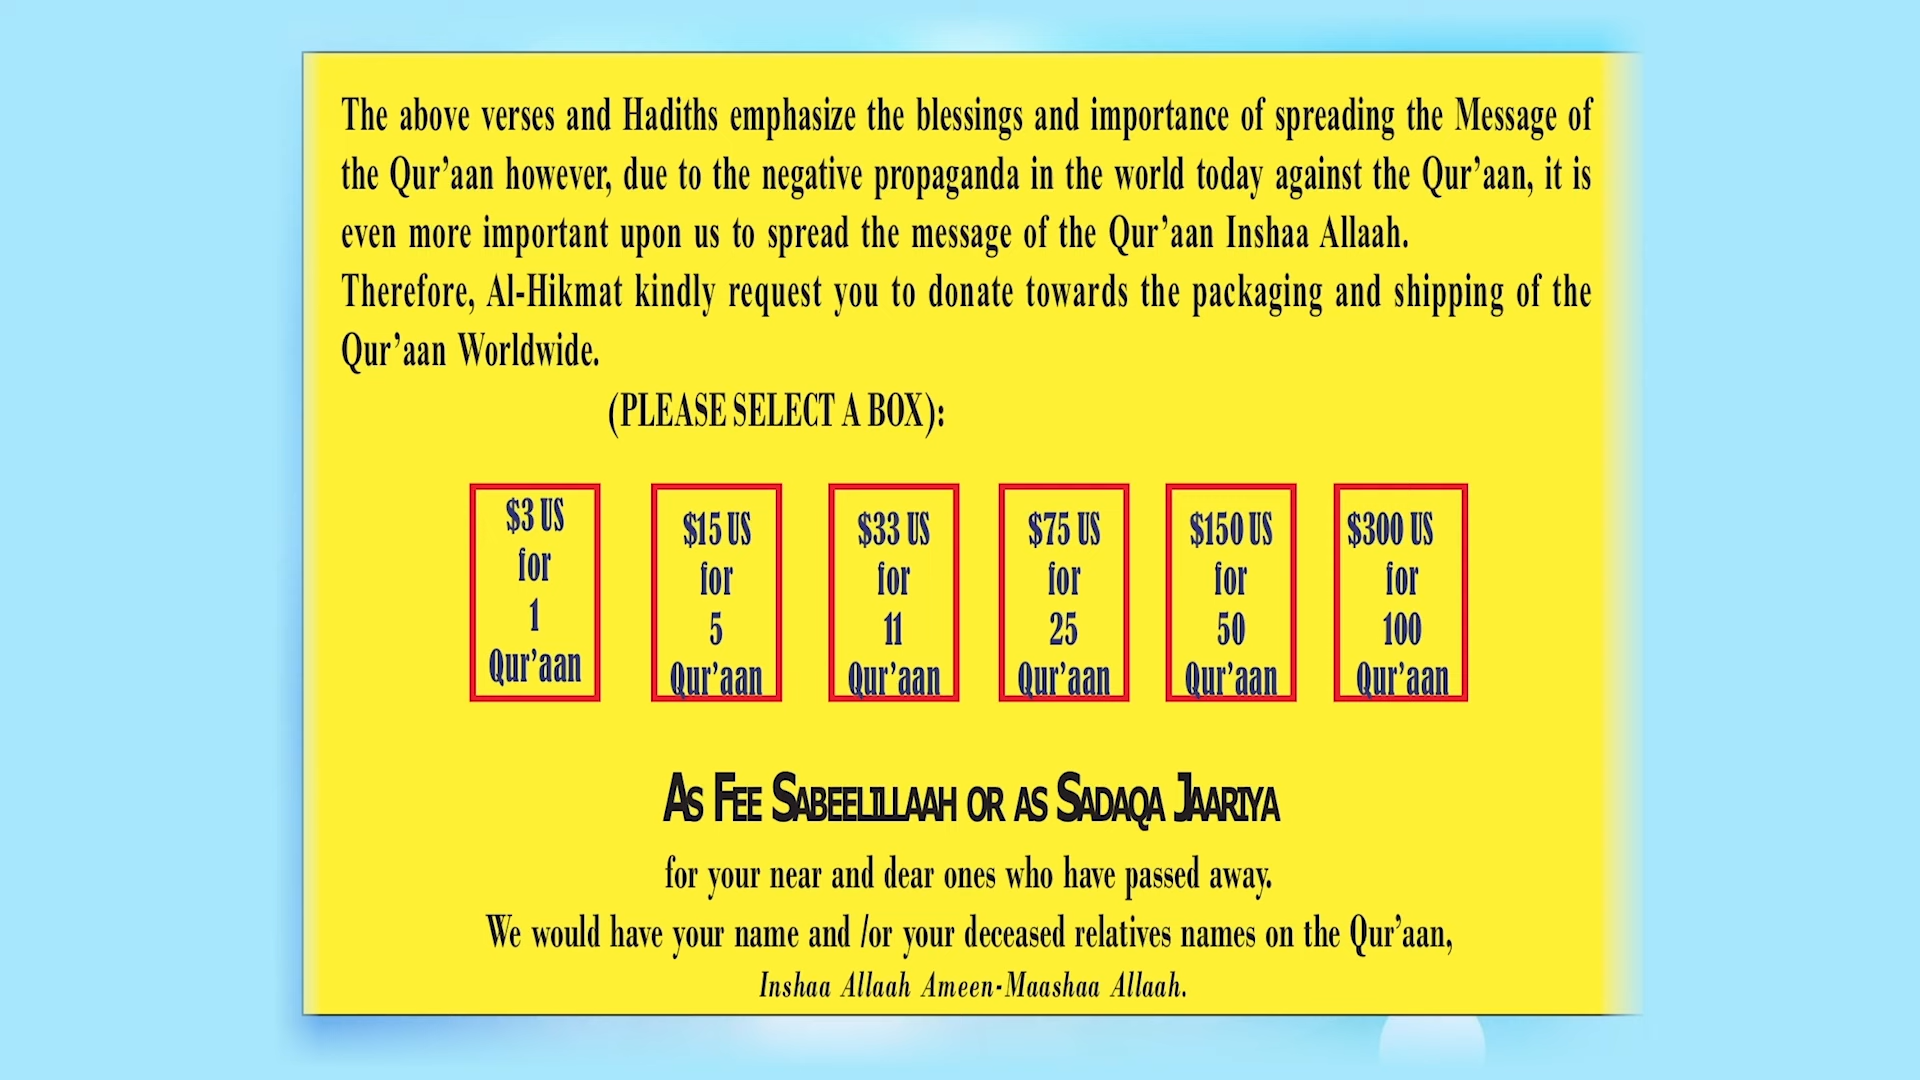 The above verses and Hadiths emphasize the blessings and importance of spreading the Message of
the Qur’aan however, due to the negative propaganda in the world today against the Qur’aan, it is
even more important upon us to spread the message of the Qur’aan Inshaa Allaah.
Therefore, Al-Hikmat kindly request you to donate towards the packaging and shipping of the
Qur’aan Worldwide.
(PLEASE SELECT A BOX):
$3 US
for
1
Qur’aan
$15 US
for
5
Qur’aan
$33 US
for
11
Qur’aan
$75 US
for
25
Qur’aan
$150 US
for
50
Qur’aan
$300 US
for
100
Qur’aan
AS FEE SABEELILLAAH OR AS SADAQA JAARIYA
for your near and dear ones who have passed away.
We would have your name and /or your deceased relatives names on the Qur’aan,
Inshaa Allaah Ameen-Maashaa Allaah.